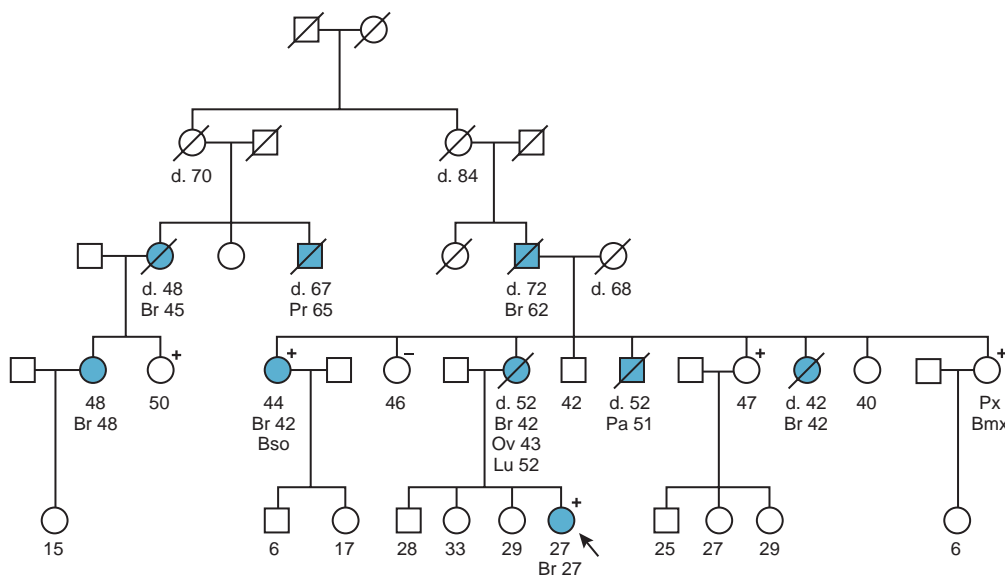 d. 70
d. 84
d. 48
Br 45
d. 67
Pr 65
d. 72
Br 62
d. 68
+
+
–
+
+
48
Br 48
50
44
Br 42
Bso
46
d. 52
Br 42
Ov 43
Lu 52
42
d. 52
Pa 51
47
d. 42
Br 42
40
Px
Bmx
+
15
6
17
28
33
29
27
Br 27
25
27
29
6